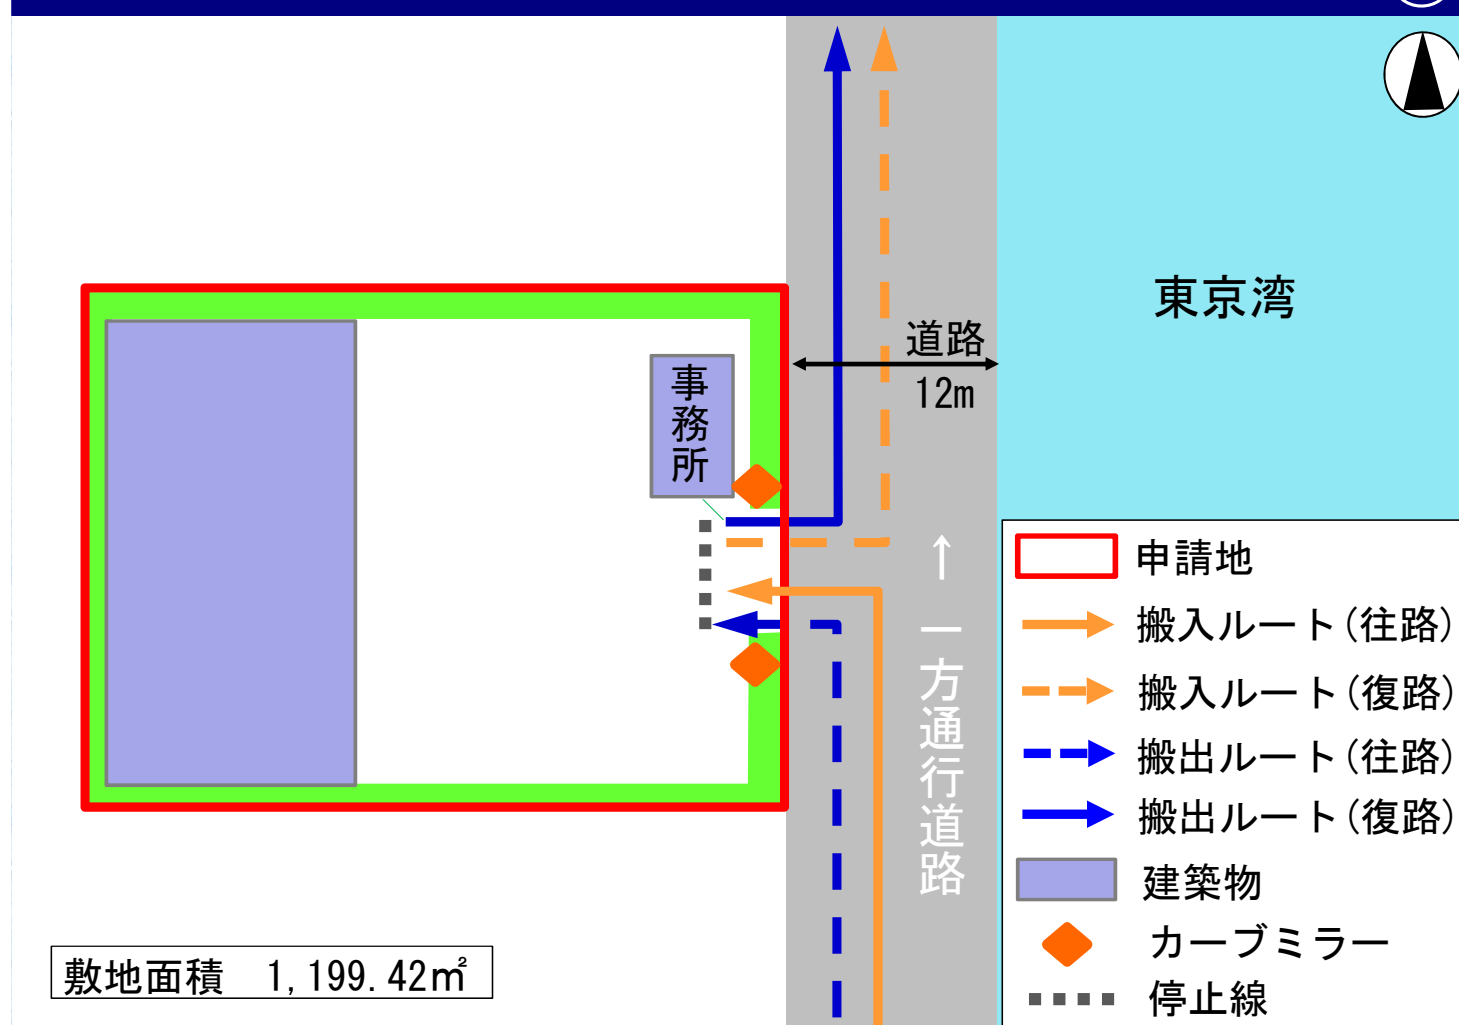 東京湾
道路
12m
事務所
↑一方通行道路
申請地
搬入ルート(往路)
搬入ルート(復路)
搬出ルート(往路)
搬出ルート(復路)
建築物
カーブミラー
停止線
敷地面積　1,199.42㎡